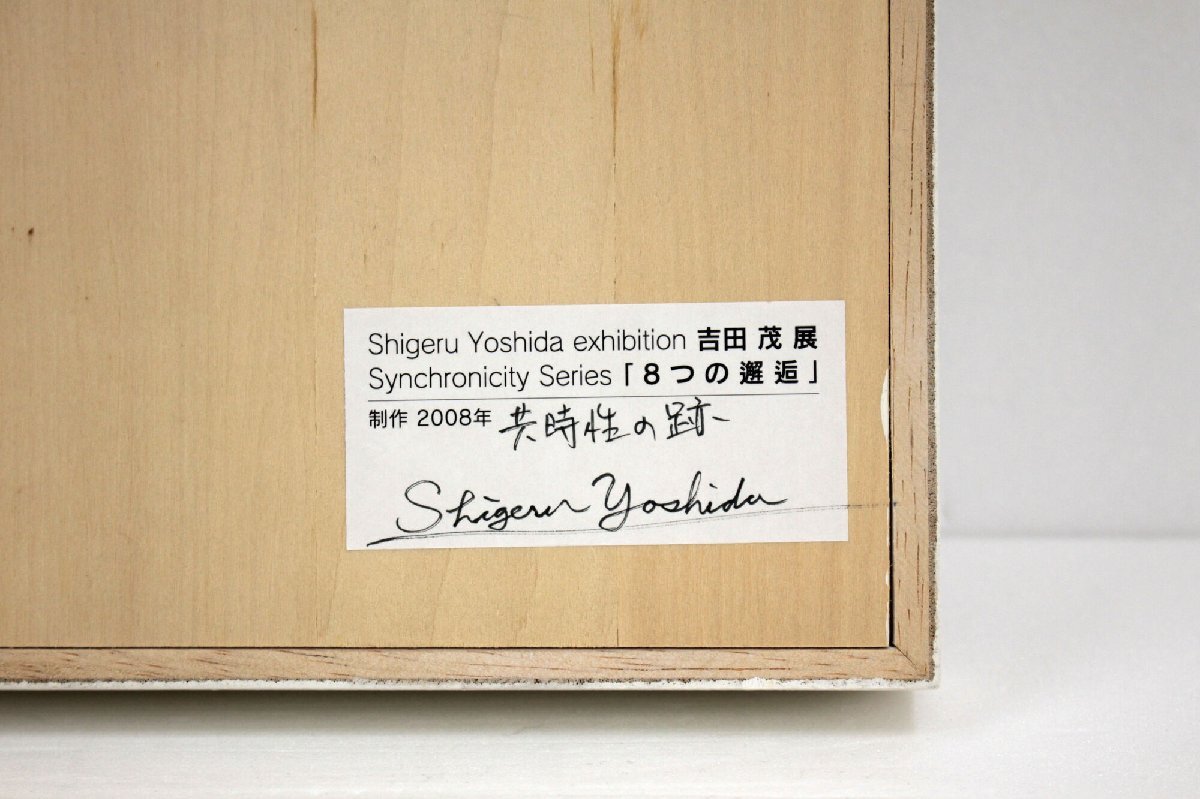 Shigeru Yoshida exhibition 吉田 茂 展
Synchronicity Series「8つの邂逅」
制作 2008年 共時性の跡
Shigeru Yoshida